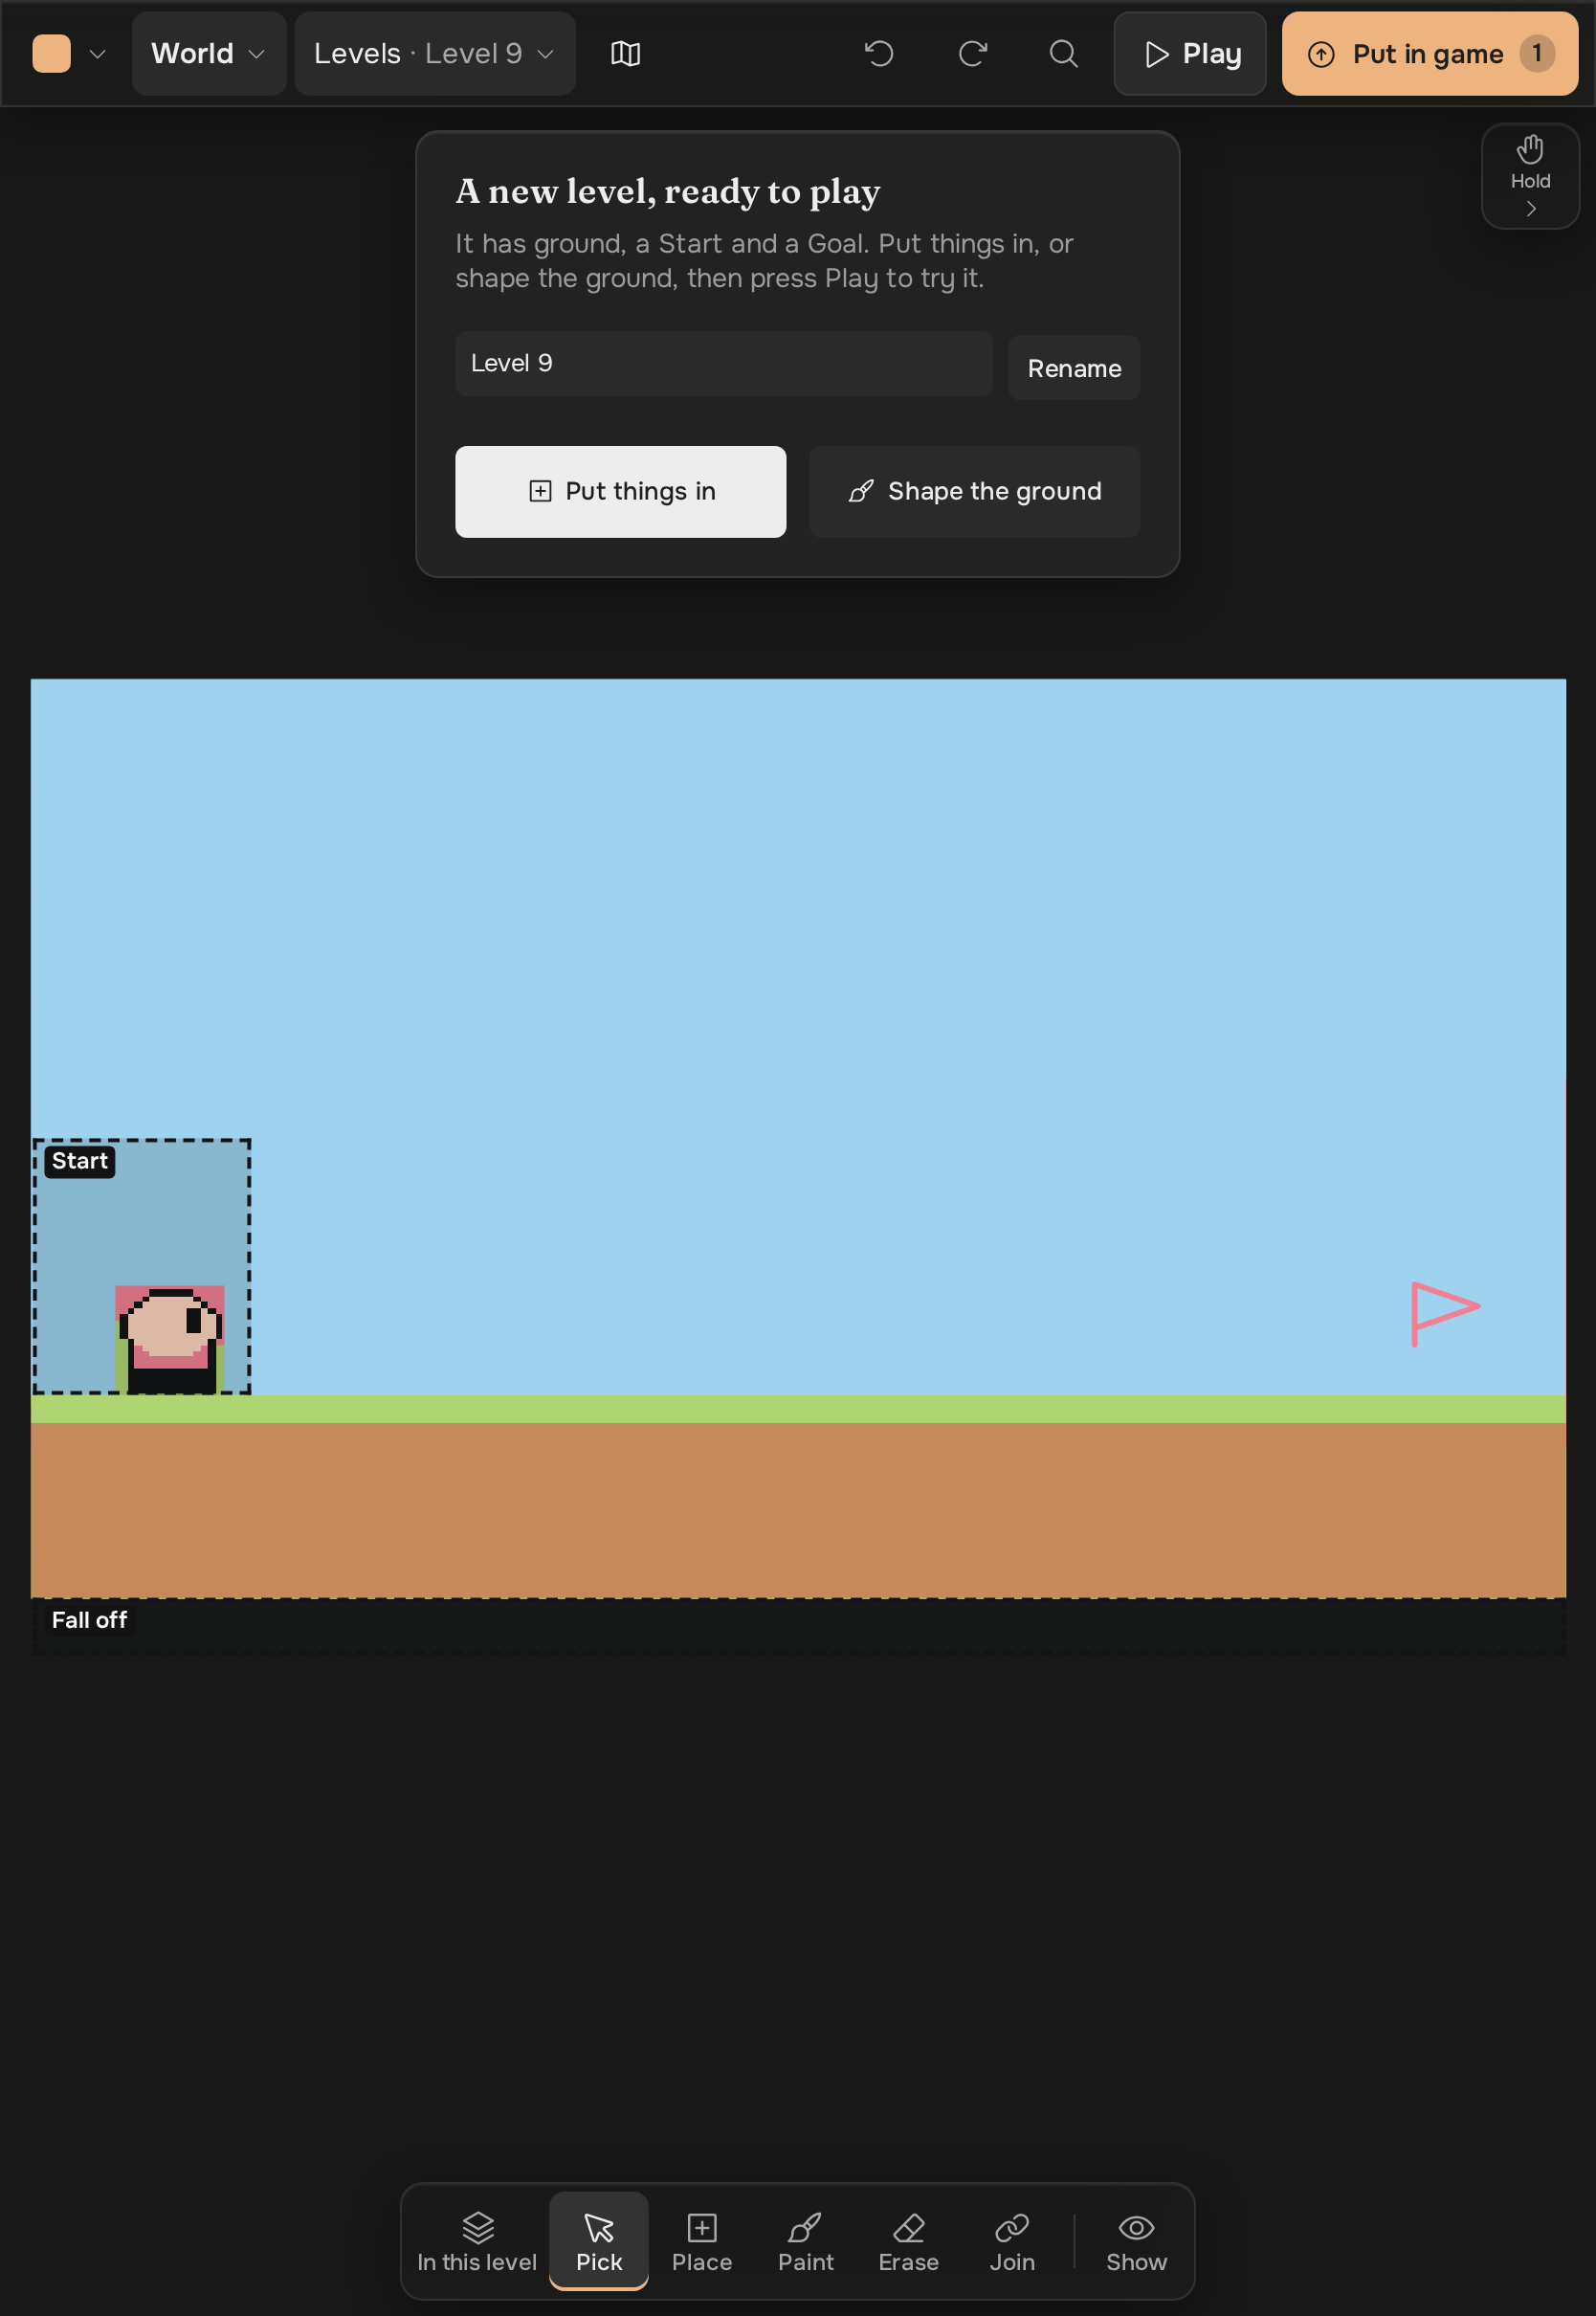 World
Levels · Level 9
Play
Put in game 1
Hold
A new level, ready to play
It has ground, a Start and a Goal. Put things in, or
shape the ground, then press Play to try it.
Level 9
Rename
Put things in
Shape the ground
Start
Fall off
In this level
Pick
Place
Paint
Erase
Join
Show